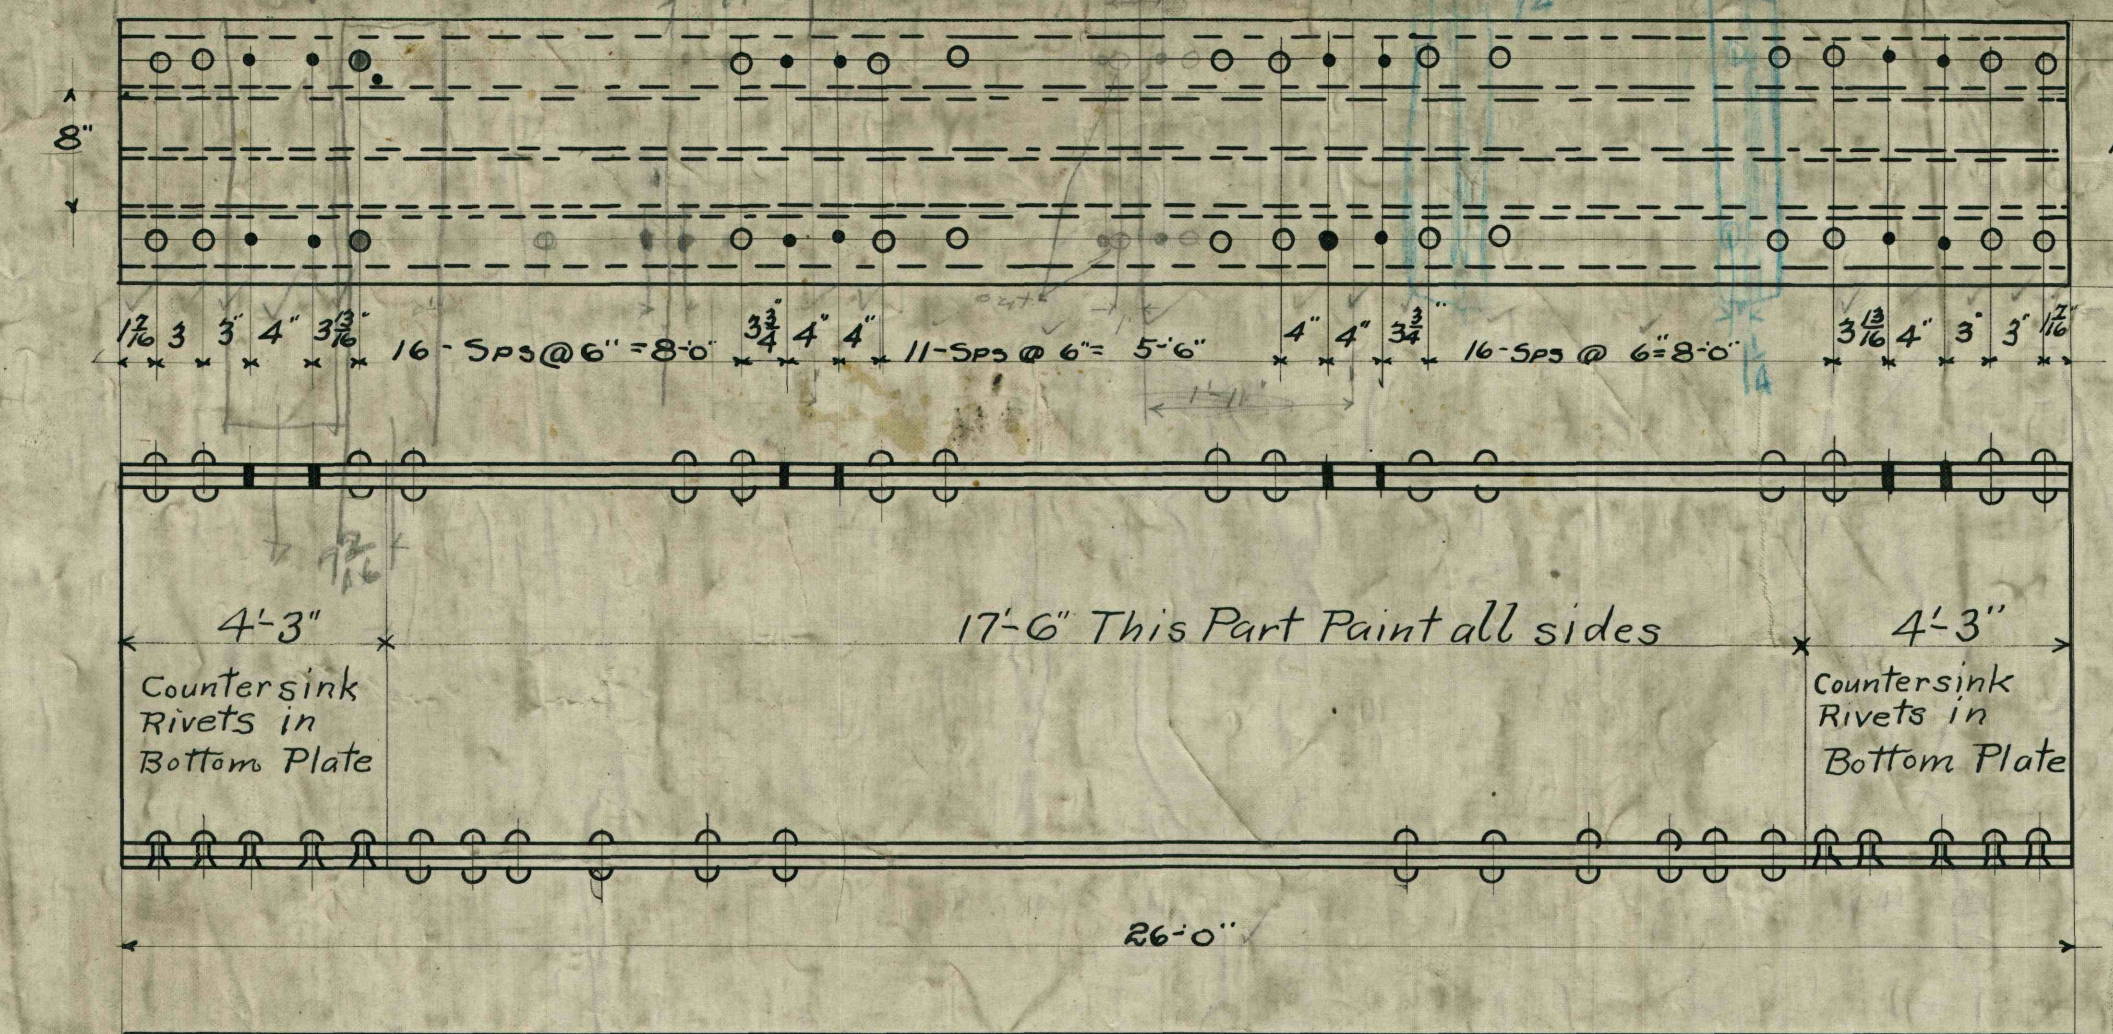 8"
1 7/16 3 3" 4" 3 13/16" 16 - Sps @ 6" = 8'-0" 3 3/4" 4" 4" 11-Sps @ 6" = 5'-6" 4" 4" 3 3/4" 16-Sps @ 6" = 8'-0" 3 13/16 4" 3" 3" 1 7/16"
1'-11"
4'-3" 17'-6" This Part Paint all sides 4'-3"
Countersink
Rivets in
Bottom Plate
Countersink
Rivets in
Bottom Plate
26'-0"